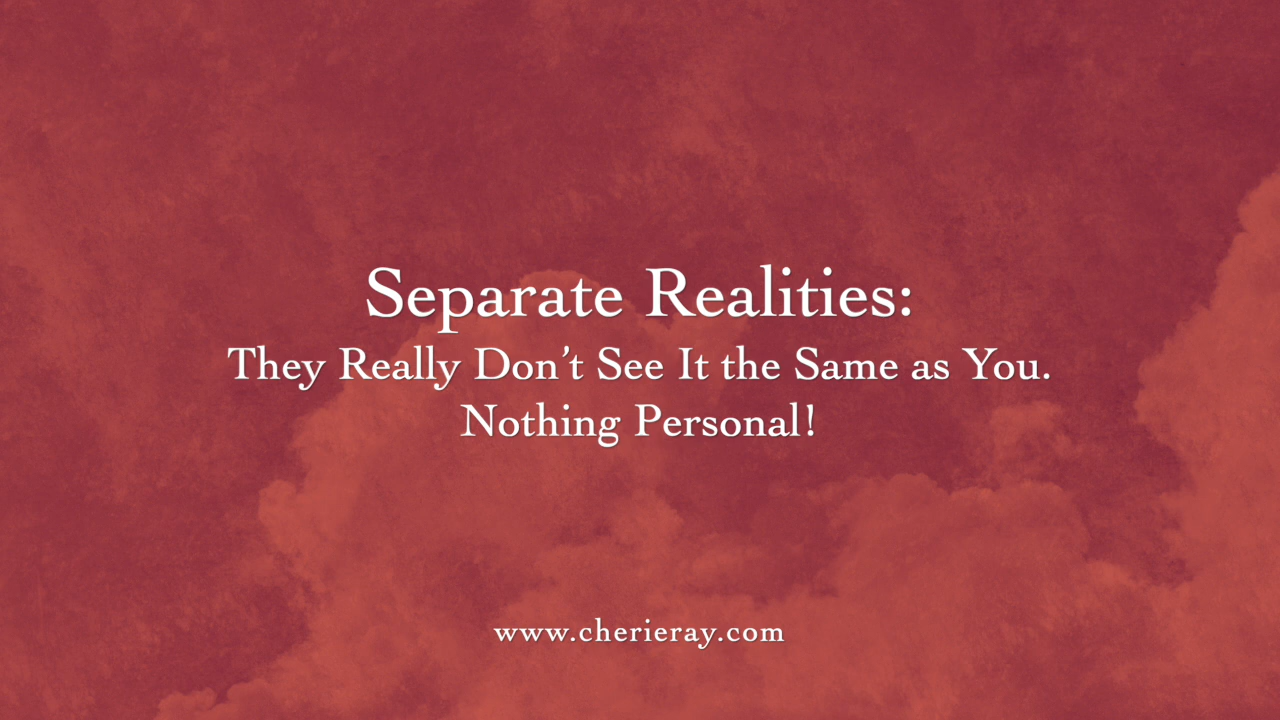 Separate Realities:
They Really Don’t See It the Same as You.
Nothing Personal!
www.cherieray.com